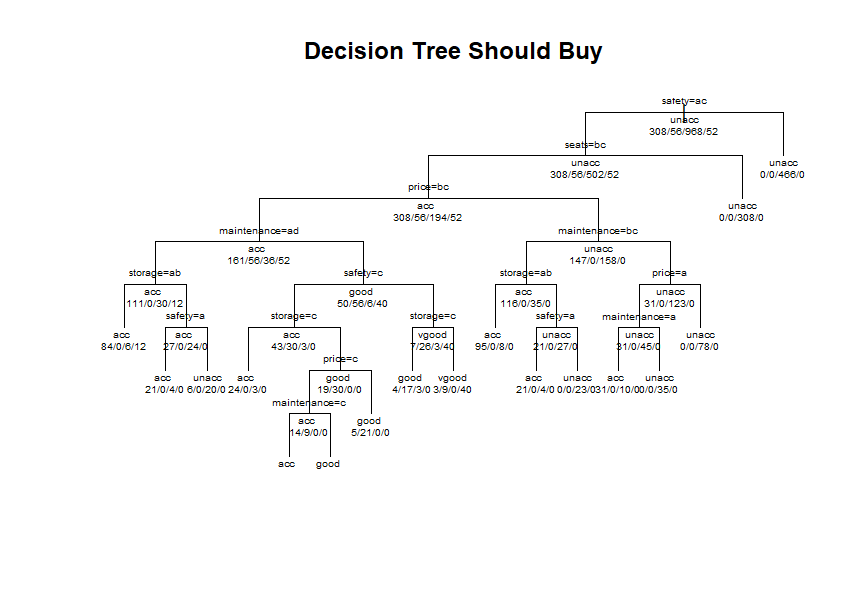 Decision Tree Should Buy
safety=ac
unacc
308/56/968/52
seats=bc
unacc
308/56/502/52
unacc
0/0/466/0
price=bc
acc
308/56/194/52
unacc
0/0/308/0
maintenance=ad
acc
161/56/36/52
maintenance=bc
unacc
147/0/158/0
storage=ab
acc
111/0/30/12
safety=c
good
50/56/6/40
storage=ab
acc
116/0/35/0
price=a
unacc
31/0/123/0
acc
84/0/6/12
safety=a
acc
27/0/24/0
storage=c
acc
43/30/3/0
storage=c
vgood
7/26/3/40
acc
95/0/8/0
safety=a
unacc
21/0/27/0
maintenance=a
unacc
31/0/45/0
unacc
0/0/78/0
acc
21/0/4/0
unacc
6/0/20/0
acc
24/0/3/0
price=c
good
19/30/0/0
good
4/17/3/0
vgood
3/9/0/40
acc
21/0/4/0
unacc
0/0/23/0
acc
31/0/10/0
unacc
0/0/35/0
maintenance=c
acc
14/9/0/0
good
5/21/0/0
acc
good